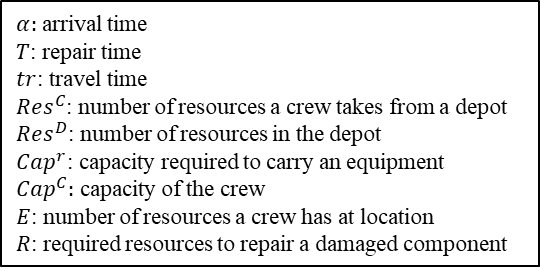 α: arrival time
T: repair time
tr: travel time
Res^C: number of resources a crew takes from a depot
Res^D: number of resources in the depot
Cap^r: capacity required to carry an equipment
Cap^C: capacity of the crew
E: number of resources a crew has at location
R: required resources to repair a damaged component